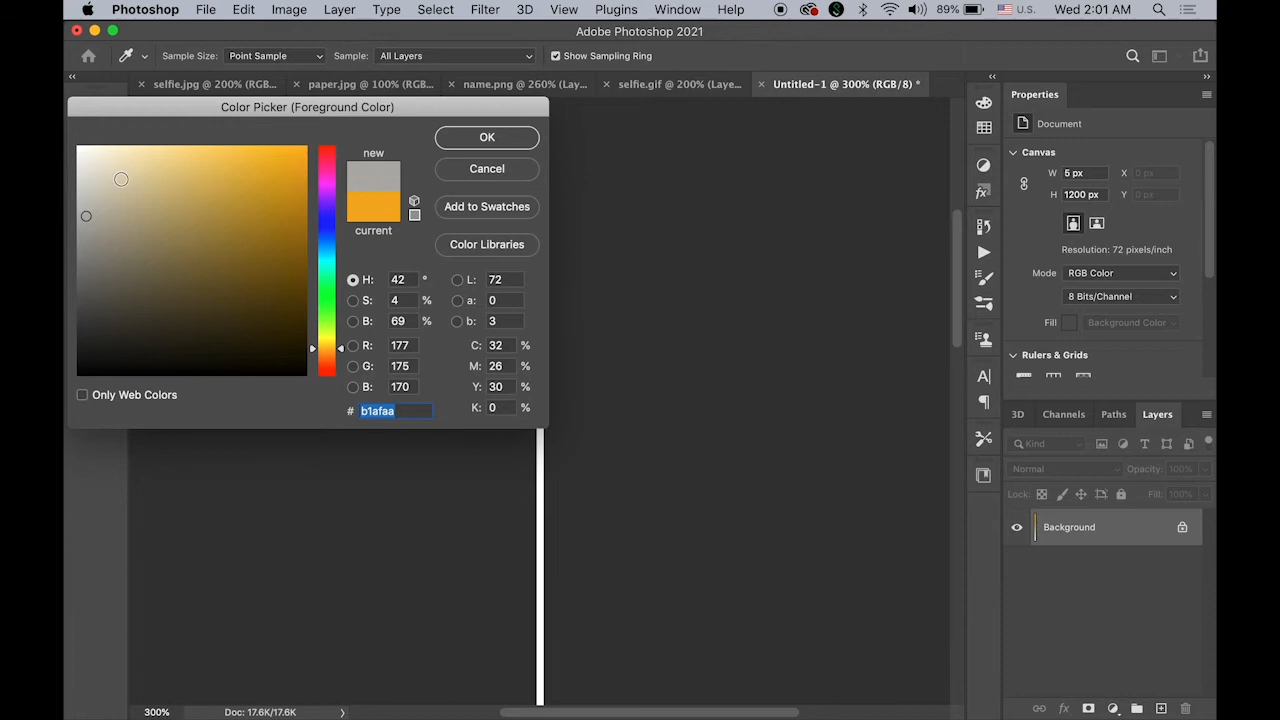 Photoshop File Edit Image Layer Type Select Filter 3D View Plugins Window Help 89% U.S. Wed 2:01 AM
Adobe Photoshop 2021
Sample Size: Point Sample Sample: All Layers Show Sampling Ring
selfie.jpg @ 200% (RGB... paper.jpg @ 100% (RGB... name.png @ 260% (Lay... selfie.gif @ 200% (Laye... Untitled-1 @ 300% (RGB/8) *
Color Picker (Foreground Color)
new
current
OK
Cancel
Add to Swatches
Color Libraries
H: 42 ° L: 72
S: 4 % a: 0
B: 69 % b: 3
R: 177 C: 32 %
G: 175 M: 26 %
B: 170 Y: 30 %
# b1afaa K: 0 %
Only Web Colors
Properties
Document
Canvas
W 5 px X 0 px
H 1200 px Y 0 px
Resolution: 72 pixels/inch
Mode RGB Color
8 Bits/Channel
Fill Background Color
Rulers & Grids
3D Channels Paths Layers
Kind
Normal Opacity: 100%
Lock: Fill: 100%
Background
300% Doc: 17.6K/17.6K